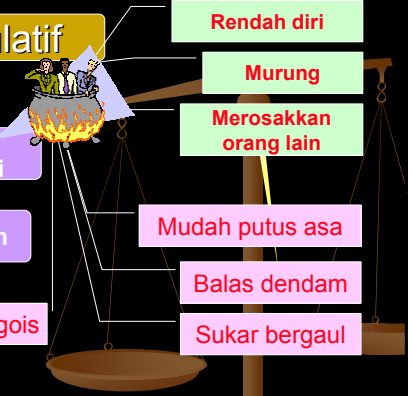 Rendah diri
latif
Murung
Merosakkan
orang lain
i
Mudah putus asa
n
Balas dendam
gois
Sukar bergaul